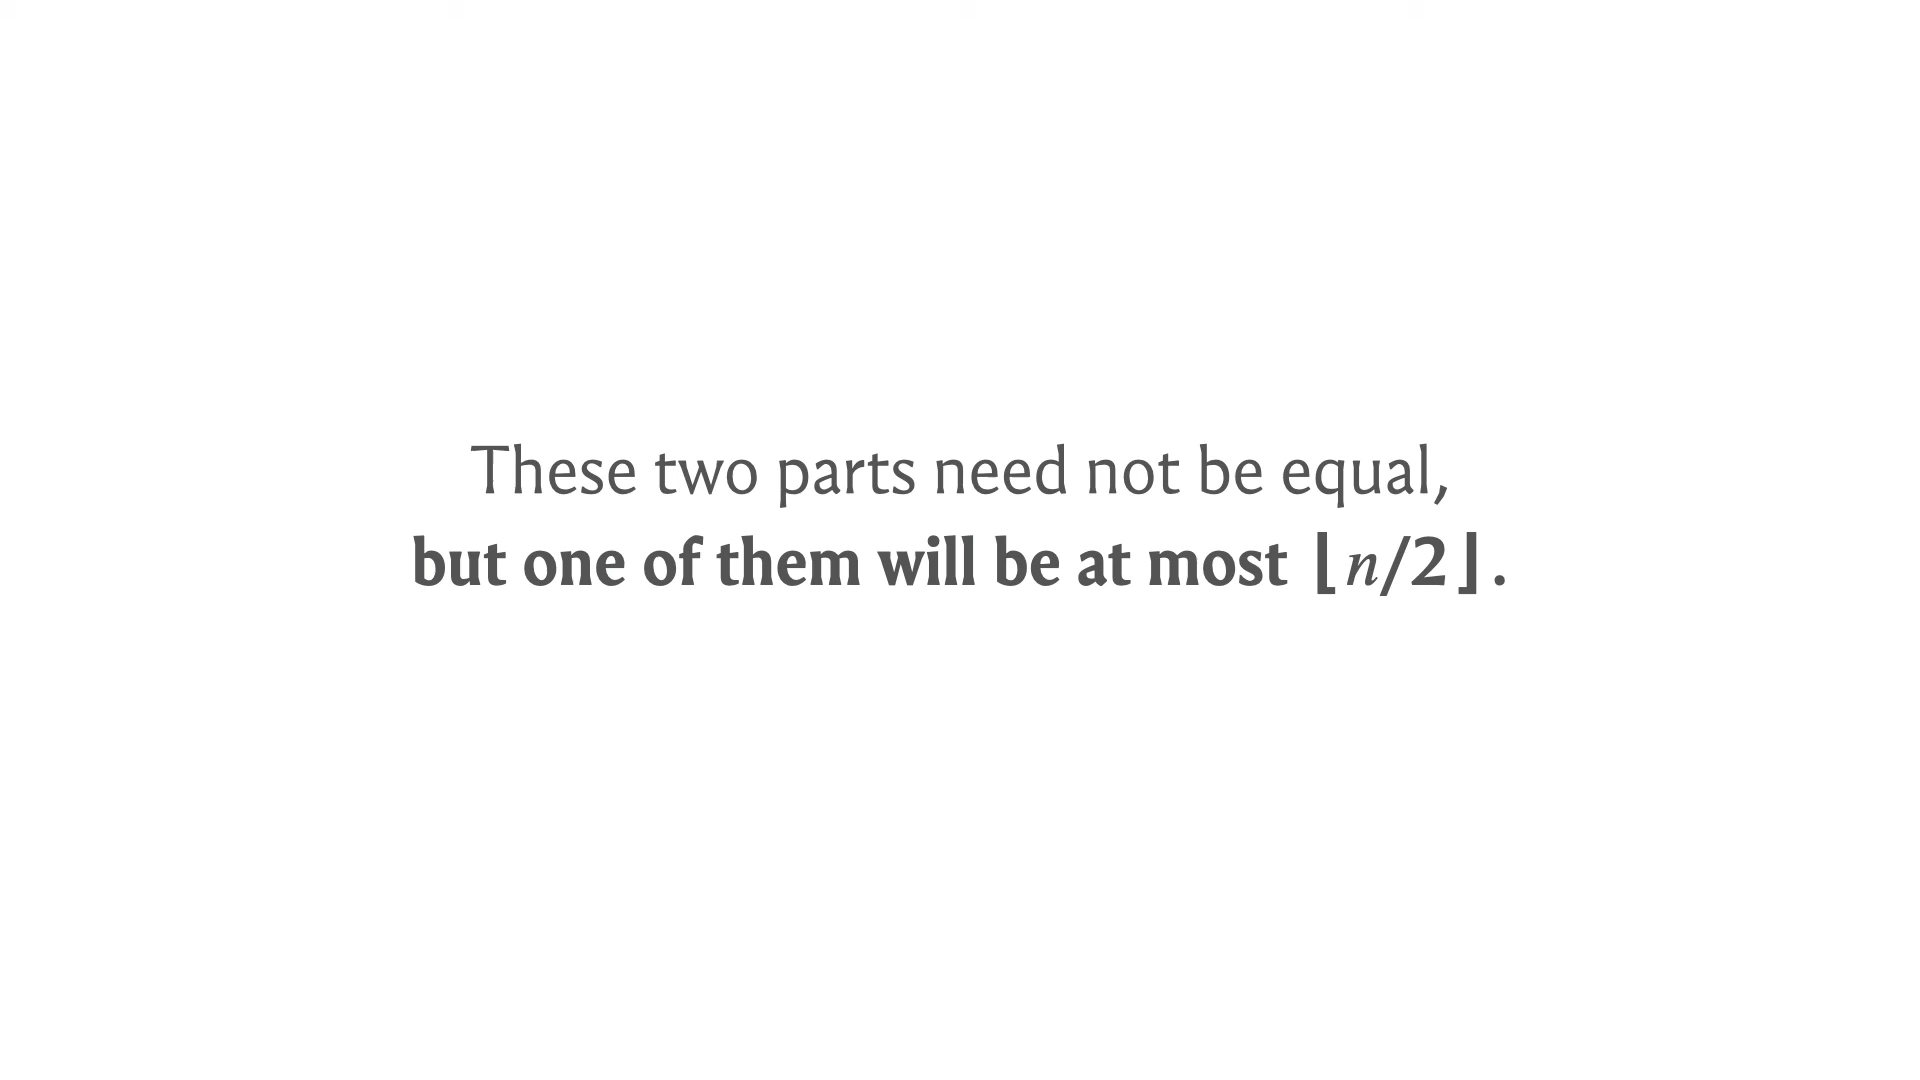 These two parts need not be equal,
but one of them will be at most ⌊n/2⌋.